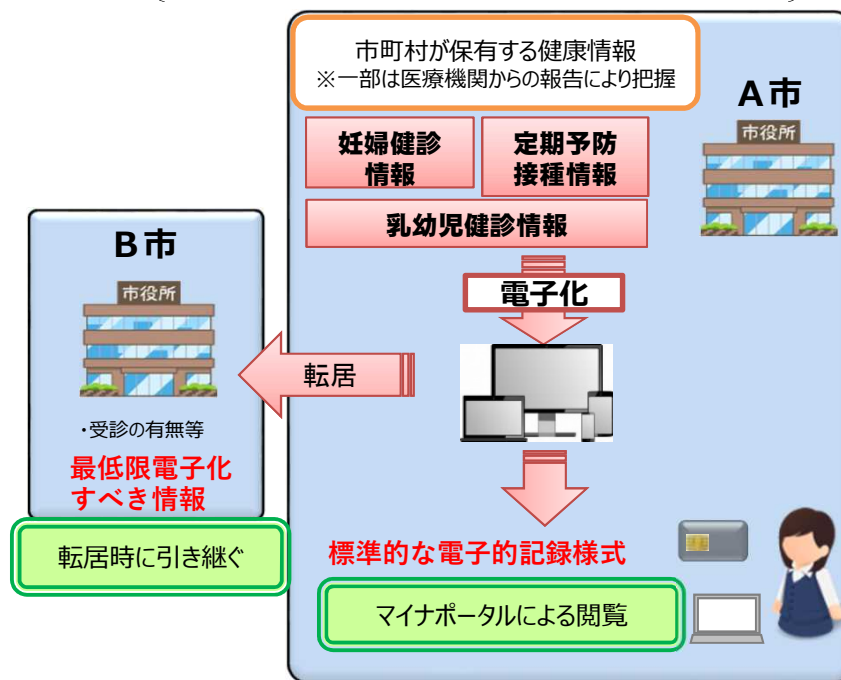 市町村が保有する健康情報
※一部は医療機関からの報告により把握
A市
市役所
妊婦健診
情報
定期予防
接種情報
乳幼児健診情報
電子化
B市
市役所
転居
・受診の有無等
最低限電子化
すべき情報
転居時に引き継ぐ
標準的な電子的記録様式
マイナポータルによる閲覧